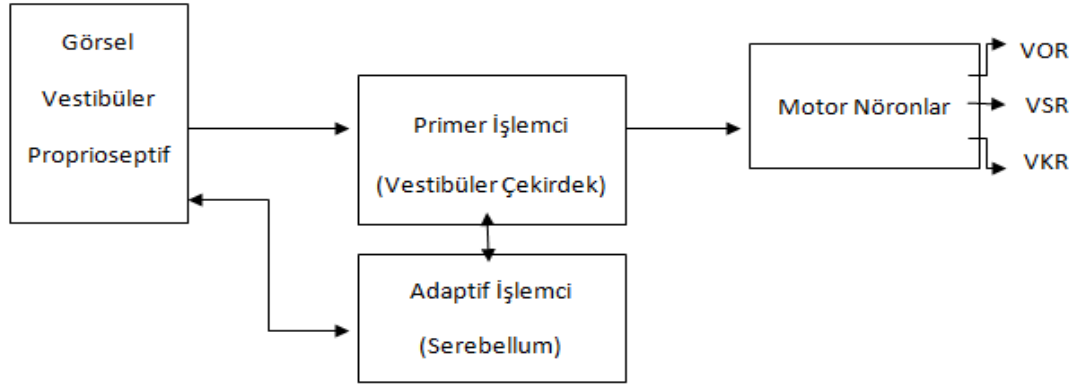 Görsel
Vestibüler
Proprioseptif
Primer İşlemci
(Vestibüler Çekirdek)
Adaptif İşlemci
(Serebellum)
Motor Nöronlar
VOR
VSR
VKR